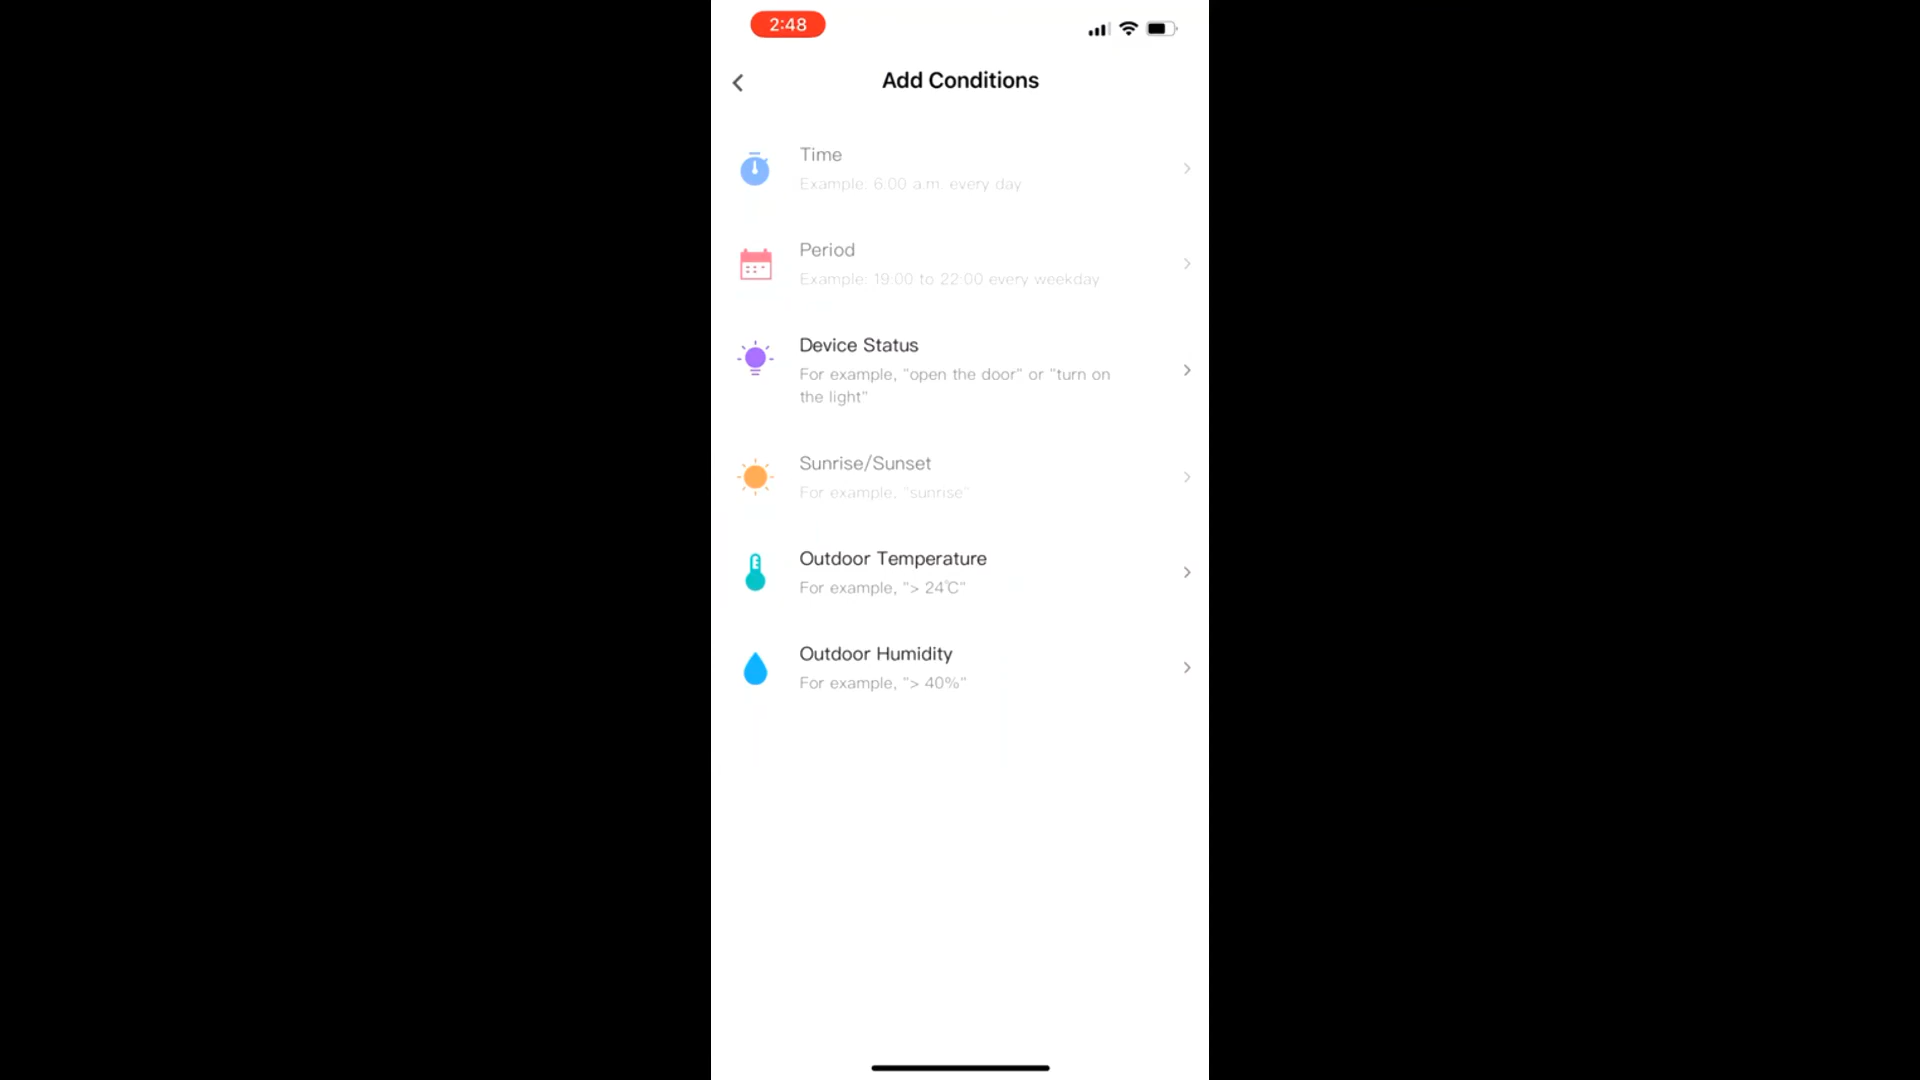 2:48
Add Conditions
Time
Example: 6:00 a.m. every day
Period
Example: 19:00 to 22:00 every weekday
Device Status
For example, "open the door" or "turn on
the light"
Sunrise/Sunset
For example, "sunrise"
Outdoor Temperature
For example, "> 24℃"
Outdoor Humidity
For example, "> 40%"